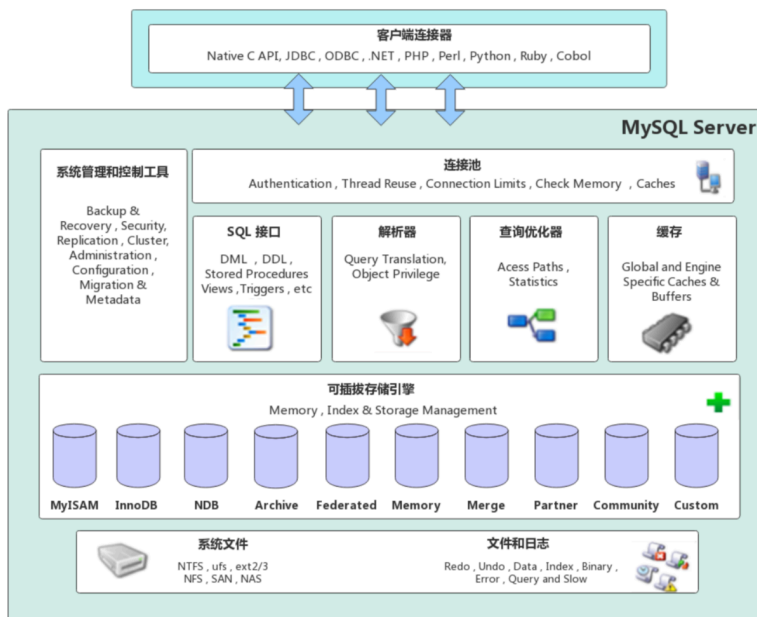 客户端连接器
Native C API, JDBC , ODBC , .NET , PHP , Perl , Python , Ruby , Cobol
MySQL Server
系统管理和控制工具
Backup &
Recovery , Security,
Replication , Cluster,
Administration ,
Configuration ,
Migration &
Metadata
连接池
Authentication , Thread Reuse , Connection Limits , Check Memory , Caches
SQL 接口
DML , DDL ,
Stored Procedures
Views ,Triggers , etc
解析器
Query Translation,
Object Privilege
查询优化器
Acess Paths ,
Statistics
缓存
Global and Engine
Specific Caches &
Buffers
可插拔存储引擎
Memory , Index & Storage Management
MyISAM InnoDB NDB Archive Federated Memory Merge Partner Community Custom
系统文件
NTFS , ufs , ext2/3
NFS , SAN , NAS
文件和日志
Redo , Undo , Data , Index , Binary ,
Error , Query and Slow